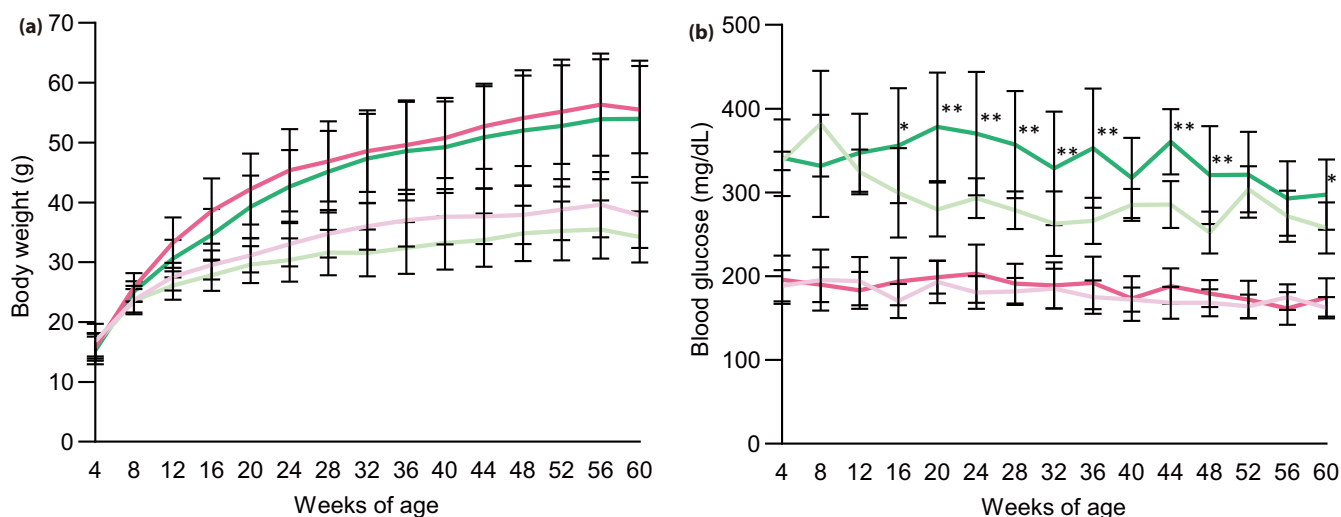 (a)
70
60
50
40
30
20
10
0
Body weight (g)
4 8 12 16 20 24 28 32 36 40 44 48 52 56 60
Weeks of age
(b)
500
400
300
200
100
0
Blood glucose (mg/dL)
* ** ** ** ** ** ** ** *
4 8 12 16 20 24 28 32 36 40 44 48 52 56 60
Weeks of age